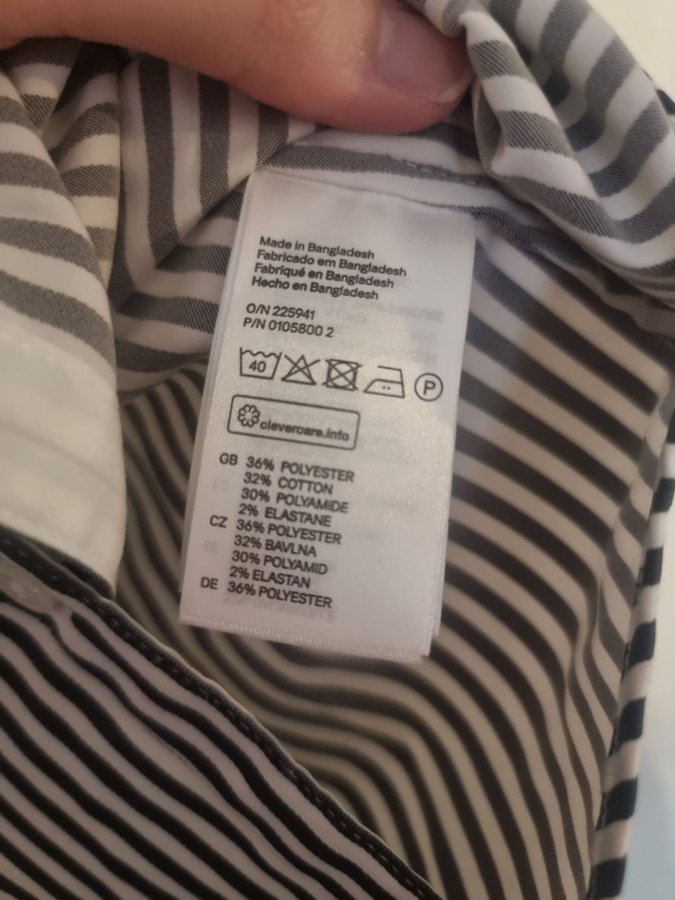 Made in Bangladesh
Fabricado em Bangladesh
Fabriqué en Bangladesh
Hecho en Bangladesh
O/N 225941
P/N 0105800 2
40 P
clevercare.info
GB 36% POLYESTER
32% COTTON
30% POLYAMIDE
2% ELASTANE
CZ 36% POLYESTER
32% BAVLNA
30% POLYAMID
2% ELASTAN
DE 36% POLYESTER